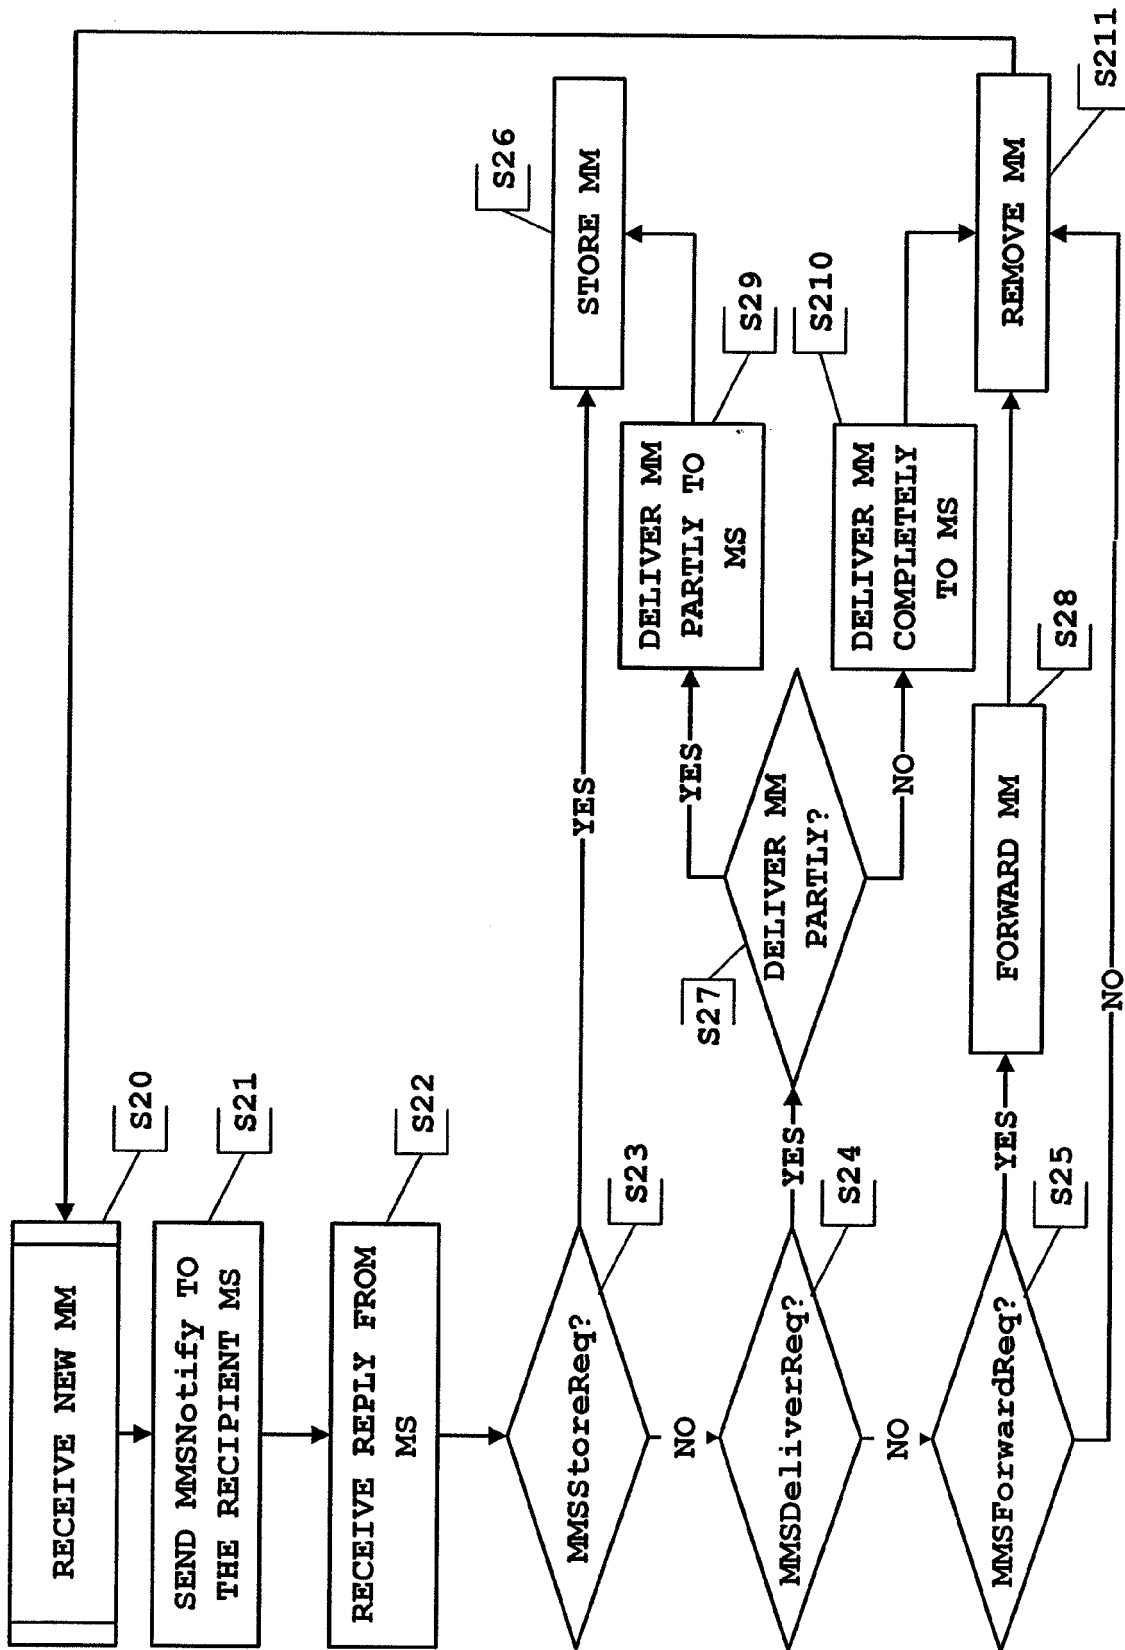 RECEIVE NEW MM
S20
SEND MMSNotify TO
THE RECIPIENT MS
S21
RECEIVE REPLY FROM
MS
S22
MMSStoreReq?
S23
YES
STORE MM
S26
NO
MMSDeliverReq?
S24
YES
DELIVER MM
PARTLY?
S27
YES
DELIVER MM
PARTLY TO
MS
S29
NO
DELIVER MM
COMPLETELY
TO MS
S210
NO
MMSForwardReq?
S25
YES
FORWARD MM
S28
REMOVE MM
S211
NO